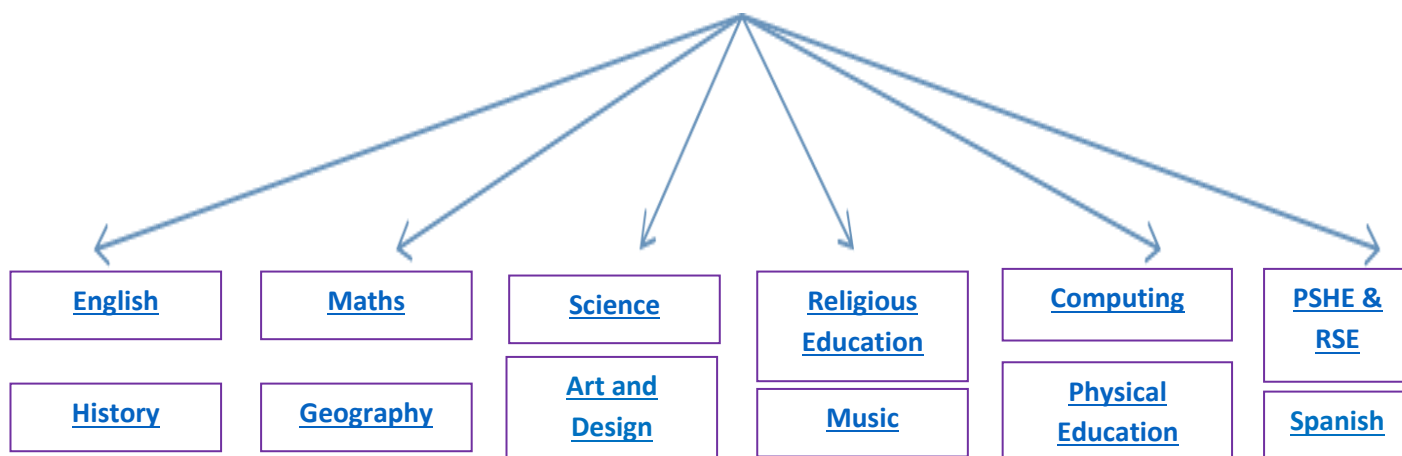 English
Maths
Science
Religious
Education
Computing
PSHE &
RSE
History
Geography
Art and
Design
Music
Physical
Education
Spanish